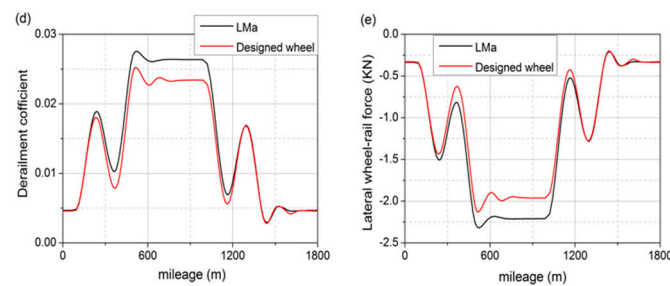 (d)
LMa
Designed wheel
Derailment cofficient
0.03
0.02
0.01
0.00
0 600 1200 1800
mileage (m)
(e)
LMa
Designed wheel
Lateral wheel-rail force (KN)
0.0
-0.5
-1.0
-1.5
-2.0
-2.5
0 600 1200 1800
mileage (m)